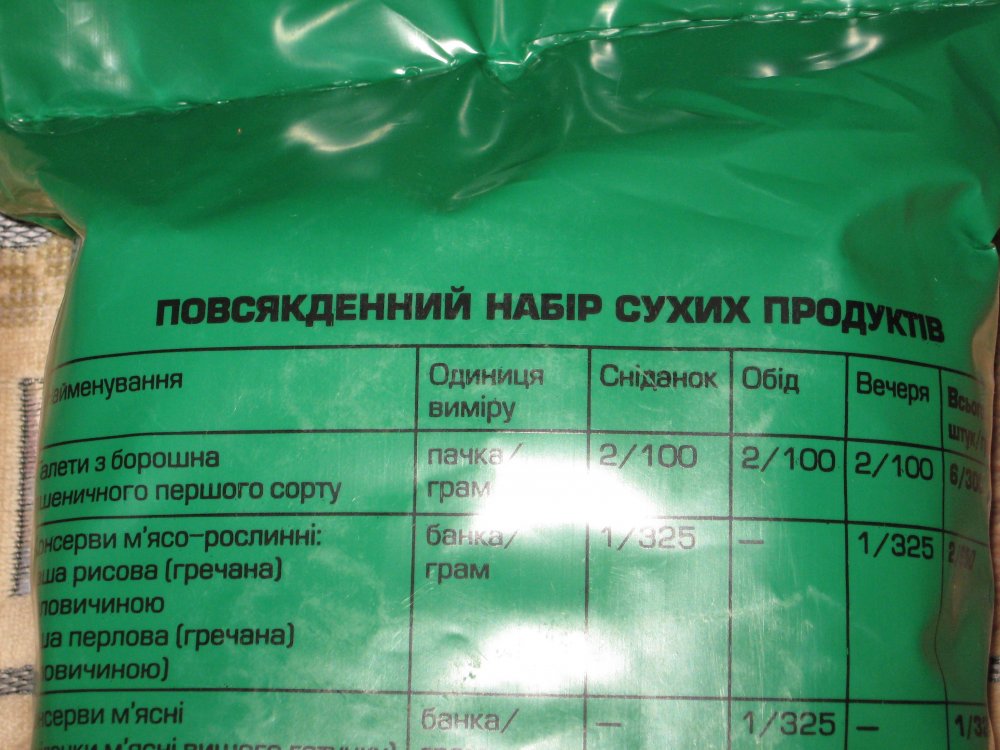 ПОВСЯКДЕННИЙ НАБІР СУХИХ ПРОДУКТІВ
айменування Одиниця виміру Сніданок Обід Вечеря
алети з борошна пачка/ 2/100 2/100 2/100
шеничного першого сорту грам
онсерви м'ясо-рослинні: банка/ 1/325 — 1/325
аша рисова (гречана) грам
ловичиною
ша перлова (гречана)
овичиною)
нсерви м'ясні банка/ — 1/325 —